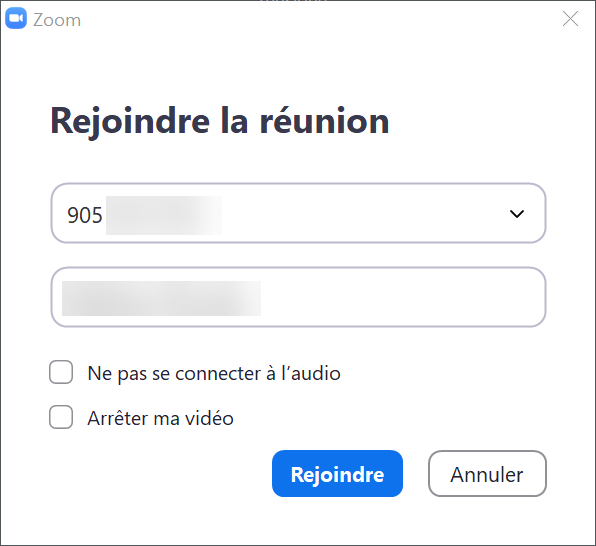 Zoom
Rejoindre la réunion
905
Ne pas se connecter à l’audio
Arrêter ma vidéo
Rejoindre
Annuler